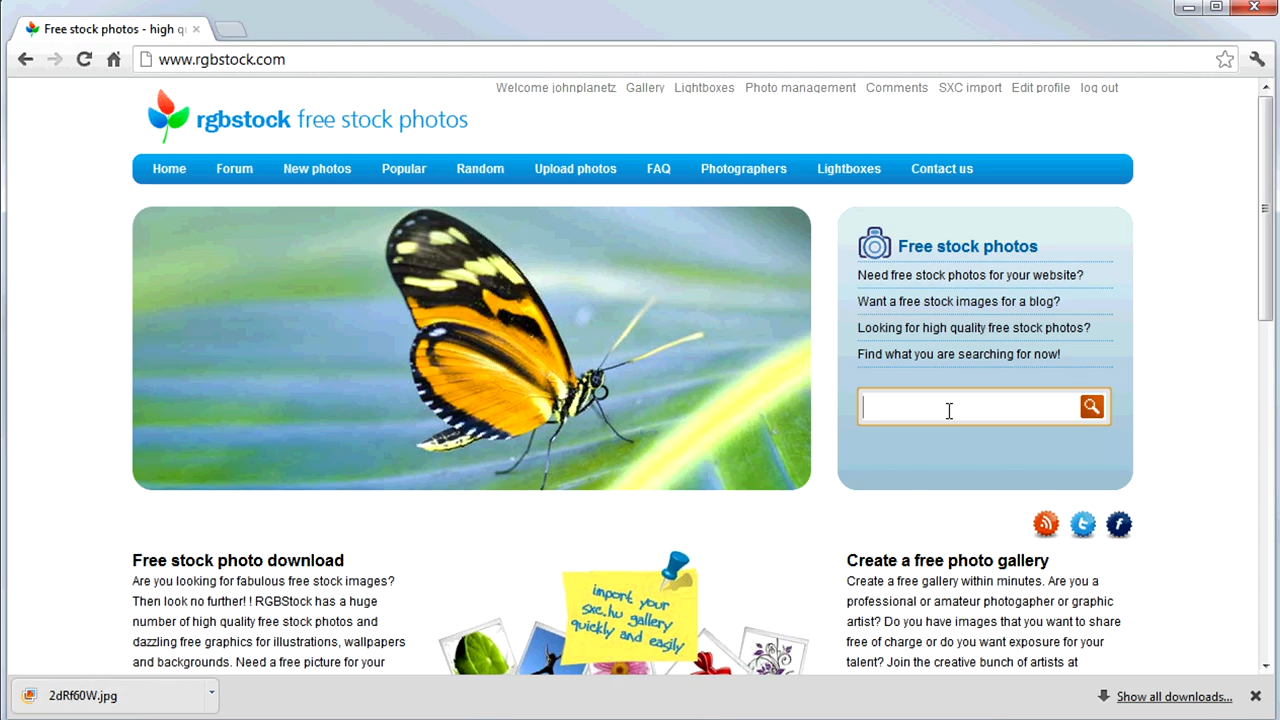 Free stock photos - high qu
www.rgbstock.com
Welcome johnplanetz Gallery Lightboxes Photo management Comments SXC import Edit profile log out
rgbstock free stock photos
Home Forum New photos Popular Random Upload photos FAQ Photographers Lightboxes Contact us
Free stock photos
Need free stock photos for your website?
Want a free stock images for a blog?
Looking for high quality free stock photos?
Find what you are searching for now!
Free stock photo download
Are you looking for fabulous free stock images?
Then look no further! ! RGBStock has a huge
number of high quality free stock photos and
dazzling free graphics for illustrations, wallpapers
and backgrounds. Need a free picture for your
import your
sxc.hu gallery
quickly and easily
Create a free photo gallery
Create a free gallery within minutes. Are you a
professional or amateur photogapher or graphic
artist? Do you have images that you want to share
free of charge or do you want exposure for your
talent? Join the creative bunch of artists at
2dRf60W.jpg
Show all downloads...